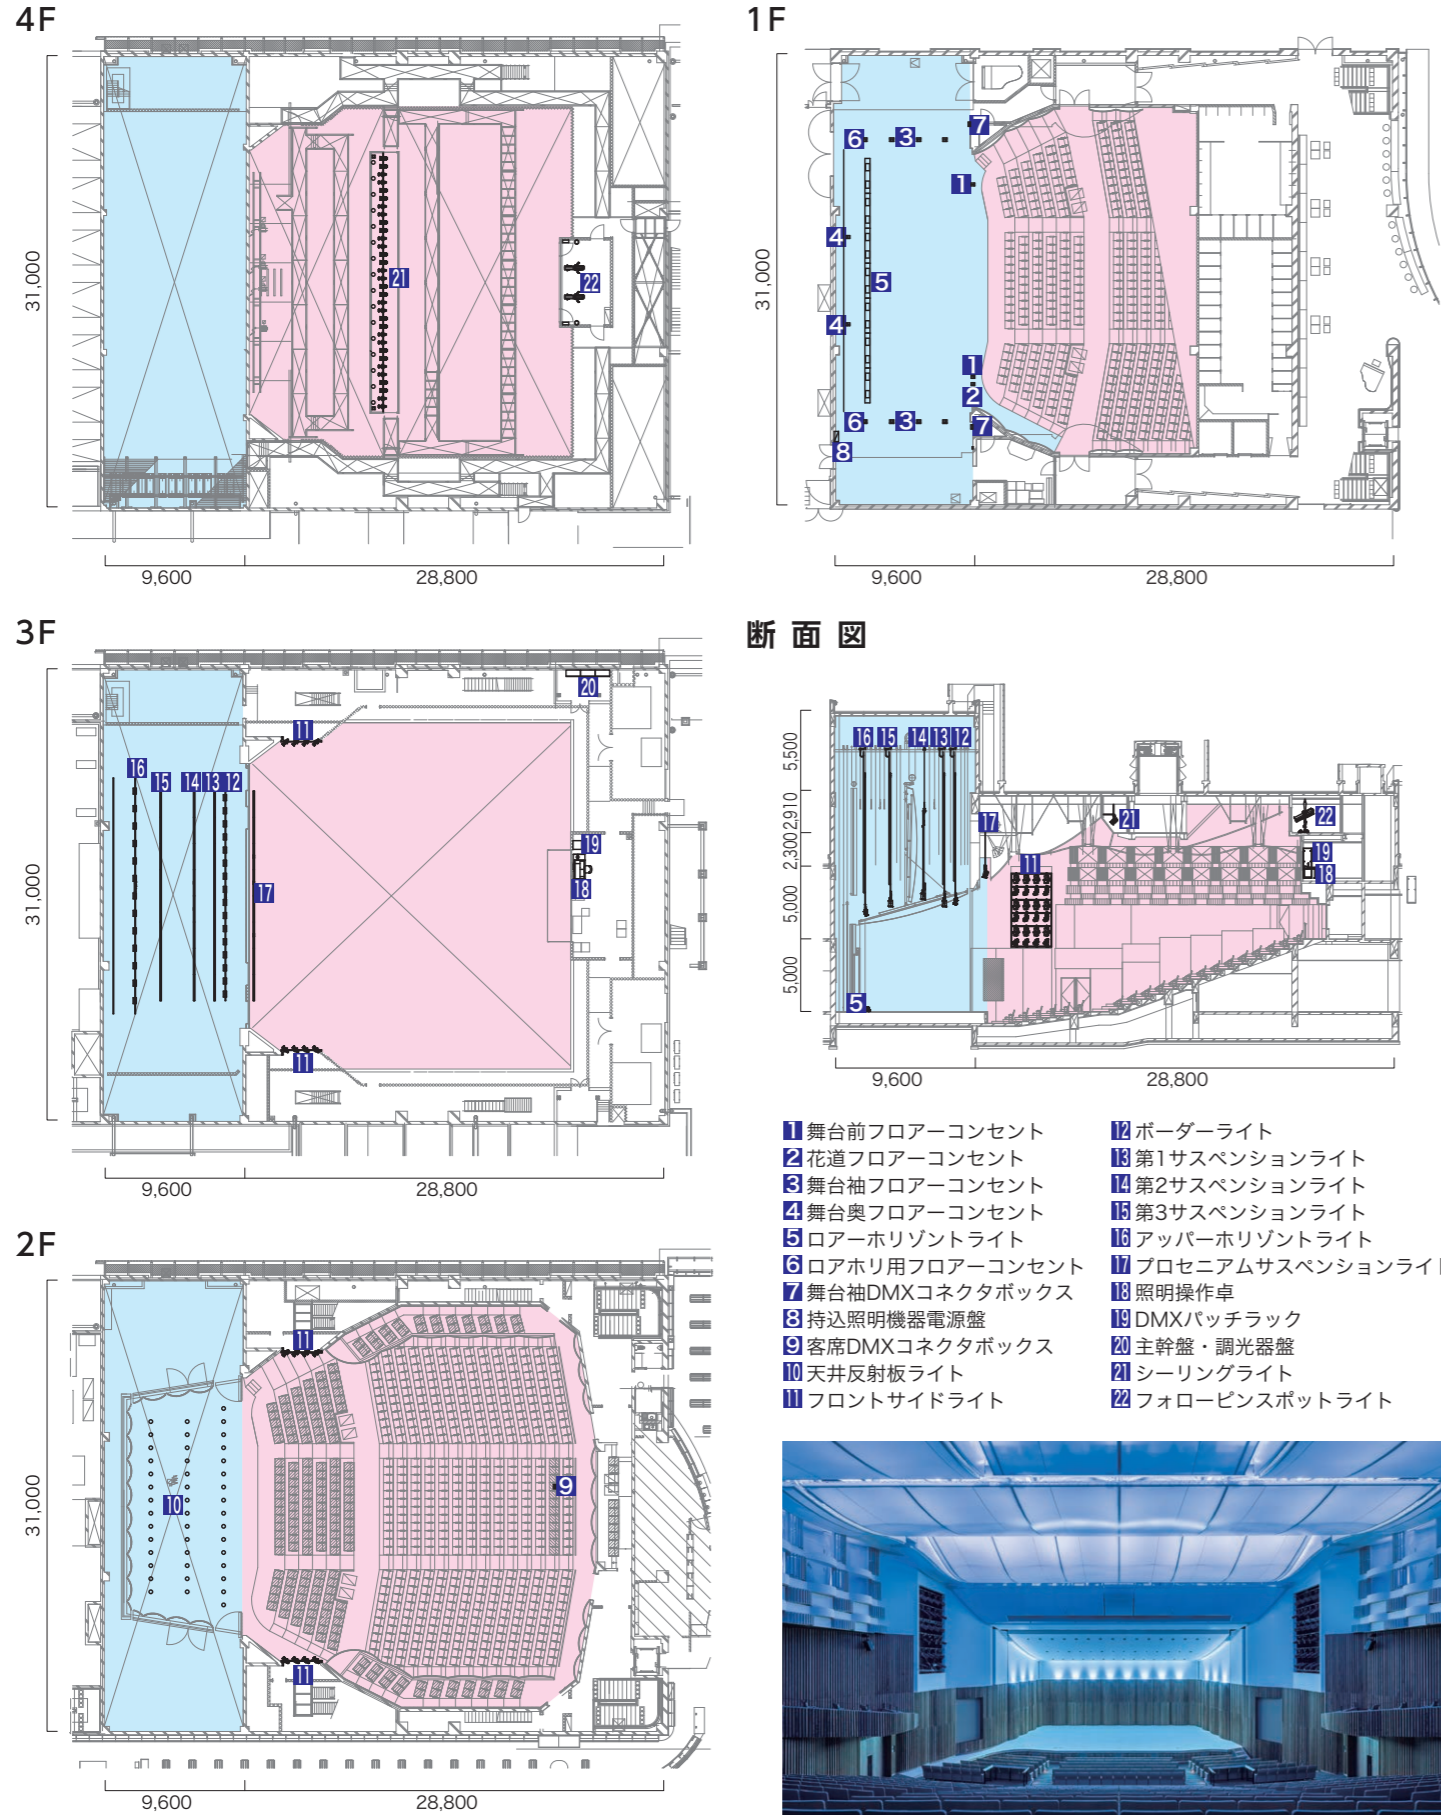 4F
31,000
21
22
9,600
28,800
1F
31,000
6
3
7
1
4
5
4
1
2
6
3
7
8
9,600
28,800
3F
31,000
20
11
16
15
14
13
12
17
19
18
11
9,600
28,800
断面図
5,500
2,910
2,300
5,000
5,000
16
15
14
13
12
17
21
22
11
19
18
5
9,600
28,800
2F
31,000
11
10
9
11
9,600
28,800
1 舞台前フロアーコンセント
2 花道フロアーコンセント
3 舞台袖フロアーコンセント
4 舞台奥フロアーコンセント
5 ロアーホリゾントライト
6 ロアホリ用フロアーコンセント
7 舞台袖DMXコネクタボックス
8 持込照明機器電源盤
9 客席DMXコネクタボックス
10 天井反射板ライト
11 フロントサイドライト
12 ボーダーライト
13 第1サスペンションライト
14 第2サスペンションライト
15 第3サスペンションライト
16 アッパーホリゾントライト
17 プロセニアムサスペンションライト
18 照明操作卓
19 DMXパッチラック
20 主幹盤・調光器盤
21 シーリングライト
22 フォローピンスポットライト